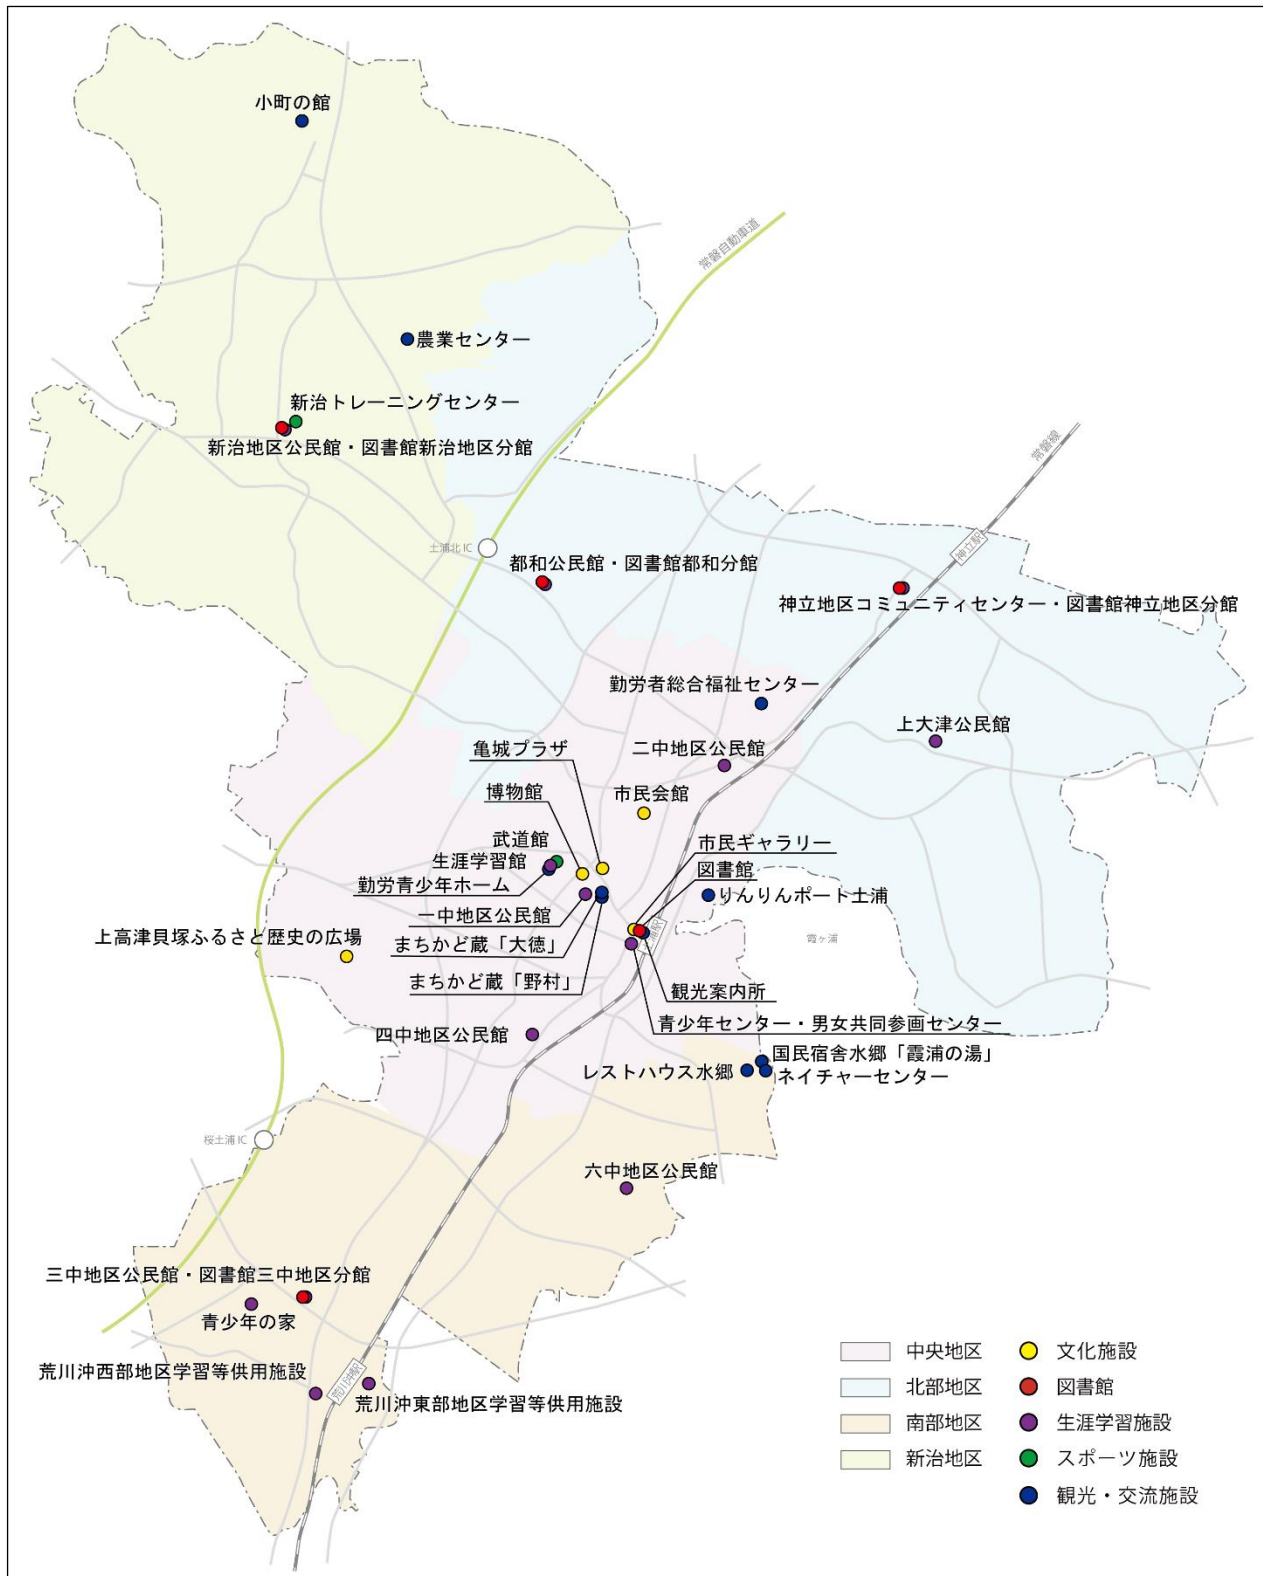 小町の館
常磐自動車道
農業センター
新治トレーニングセンター
新治地区公民館・図書館新治地区分館
常磐線
土浦北IC
神立駅
都和公民館・図書館都和分館
神立地区コミュニティセンター・図書館神立地区分館
勤労者総合福祉センター
上大津公民館
亀城プラザ
二中地区公民館
博物館
市民会館
武道館
市民ギャラリー
生涯学習館
図書館
勤労青少年ホーム
りんりんポート土浦
一中地区公民館
上高津貝塚ふるさと歴史の広場
まちかど蔵「大徳」
土浦駅
霞ヶ浦
まちかど蔵「野村」
観光案内所
青少年センター・男女共同参画センター
四中地区公民館
国民宿舎水郷「霞浦の湯」
レストハウス水郷
ネイチャーセンター
桜土浦IC
六中地区公民館
三中地区公民館・図書館三中地区分館
青少年の家
荒川沖西部地区学習等供用施設
荒川沖駅
荒川沖東部地区学習等供用施設
中央地区
文化施設
北部地区
図書館
南部地区
生涯学習施設
新治地区
スポーツ施設
観光・交流施設